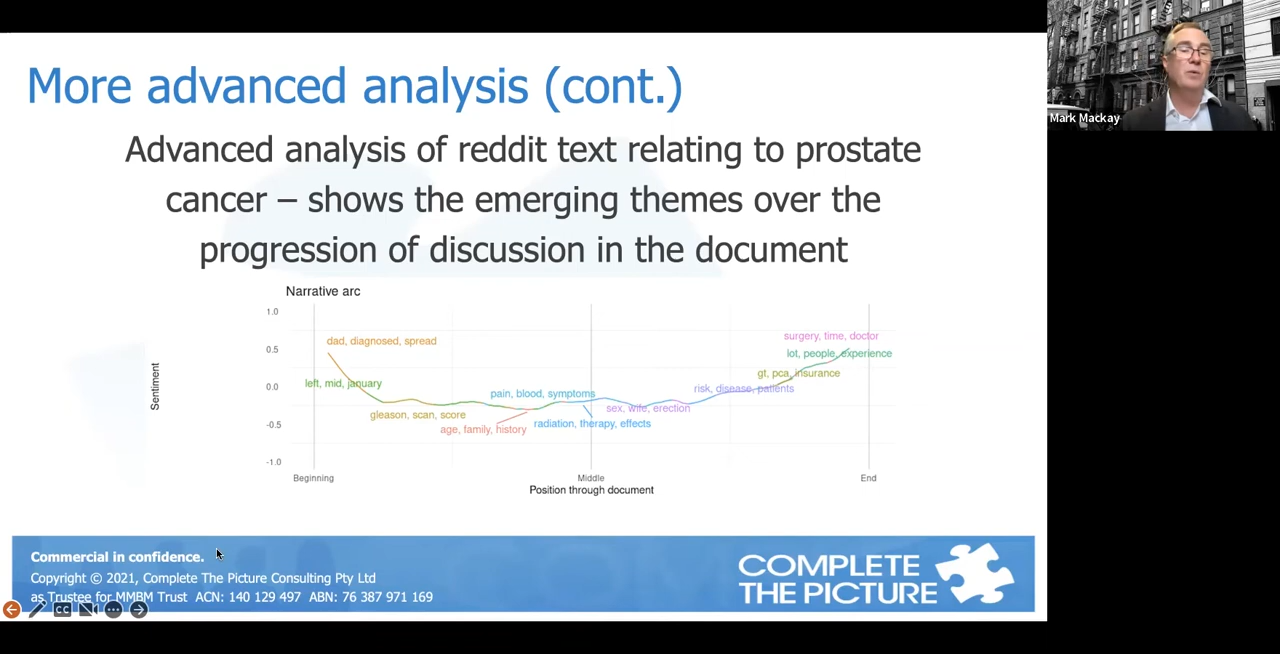 More advanced analysis (cont.)
Mark Mackay
Advanced analysis of reddit text relating to prostate
cancer – shows the emerging themes over the
progression of discussion in the document
Narrative arc
1.0
0.5
0.0
-0.5
-1.0
Sentiment
surgery, time, doctor
dad, diagnosed, spread
lot, people, experience
gt, pca, insurance
left, mid, january
risk, disease, patients
pain, blood, symptoms
sex, wife, erection
gleason, scan, score
radiation, therapy, effects
age, family, history
Beginning
Middle
End
Position through document
Commercial in confidence.
Copyright © 2021, Complete The Picture Consulting Pty Ltd
as Trustee for MMBM Trust ACN: 140 129 497 ABN: 76 387 971 169
COMPLETE
THE PICTURE
CC